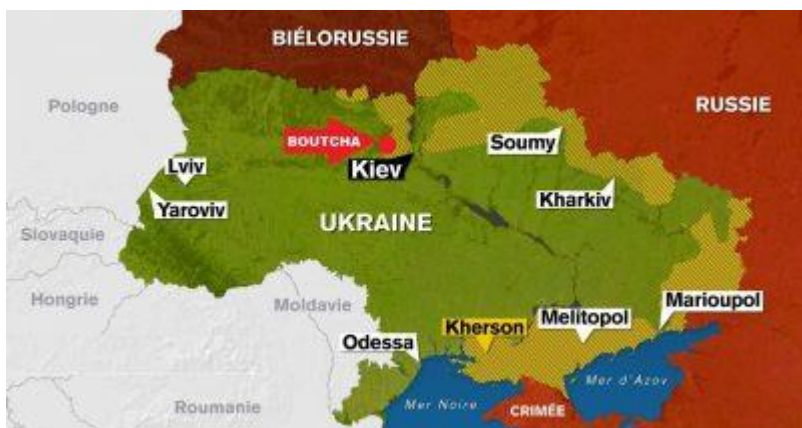 BIÉLORUSSIE
Pologne
RUSSIE
BOUTCHA
Soumy
Lviv
Kiev
Yaroviv
Kharkiv
UKRAINE
Slovaquie
Hongrie
Moldavie
Marioupol
Kherson
Melitopol
Odessa
Mer d'Azov
Mer Noire
Roumanie
CRIMÉE